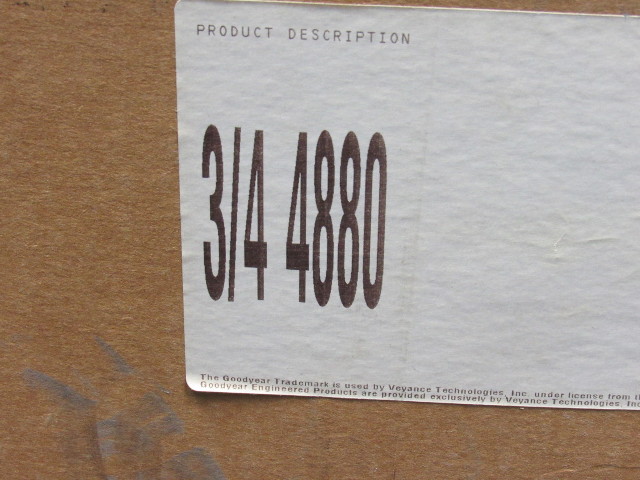 PRODUCT DESCRIPTION
3/4 4880
The Goodyear Trademark is used by Veyance Technologies, Inc. under license from
Goodyear Engineered Products are provided exclusively by Veyance Technologies,